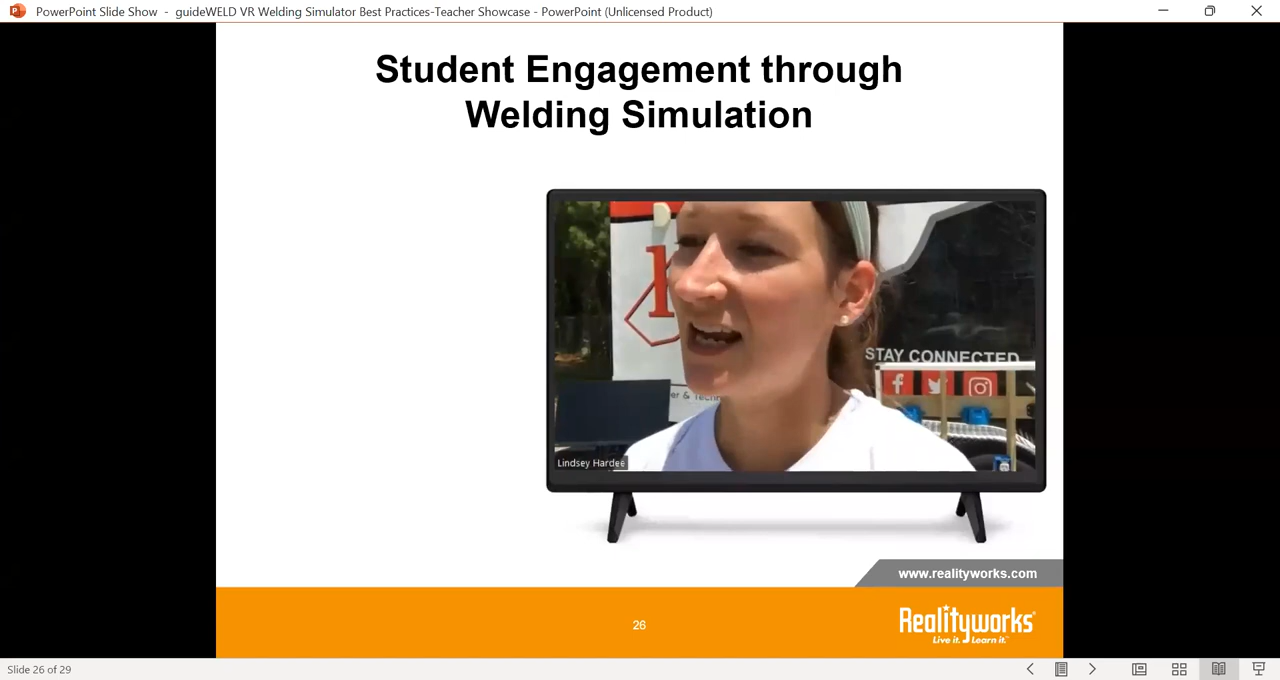 PowerPoint Slide Show - guideWELD VR Welding Simulator Best Practices-Teacher Showcase - PowerPoint (Unlicensed Product)
Student Engagement through
Welding Simulation
STAY CONNECTED
Lindsey Hardee
www.realityworks.com
26
Realityworks
Live it. Learn it.™
Slide 26 of 29